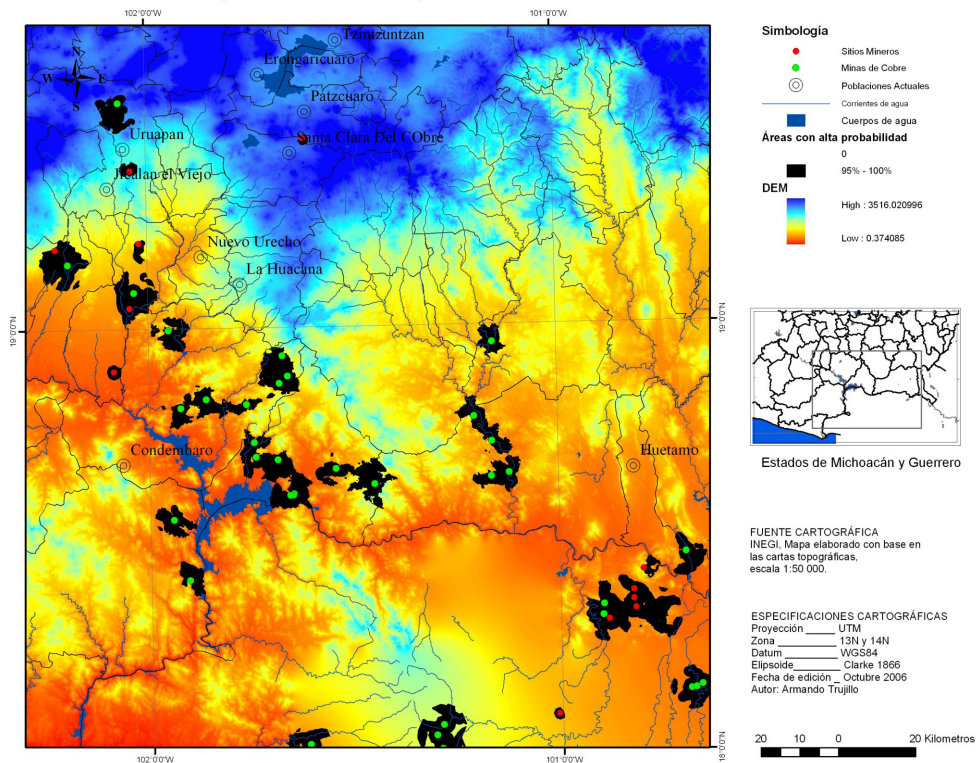 102°0'0"W
101°0'0"W
Tzintzuntzan
N
Erongaricuaro
W E
S
Patzcuaro
Uruapan
Santa Clara Del CObre
Jicalan el Viejo
Nuevo Urecho
La Huacana
19°0'0"N
19°0'0"N
Condembaro
Huetamo
102°0'0"W
101°0'0"W
18°0'0"N
Simbología
Sitios Mineros
Minas de Cobre
Poblaciones Actuales
Corrientes de agua
Cuerpos de agua
Áreas con alta probabilidad
0
95% - 100%
DEM
High : 3516.020996
Low : 0.374085
Estados de Michoacán y Guerrero
FUENTE CARTOGRÁFICA
INEGI, Mapa elaborado con base en
las cartas topográficas,
escala 1:50 000.
ESPECIFICACIONES CARTOGRÁFICAS
Proyección _____ UTM
Zona __________ 13N y 14N
Datum _________ WGS84
Elipsoide________ Clarke 1866
Fecha de edición _ Octubre 2006
Autor: Armando Trujillo
20 10 0 20 Kilometros